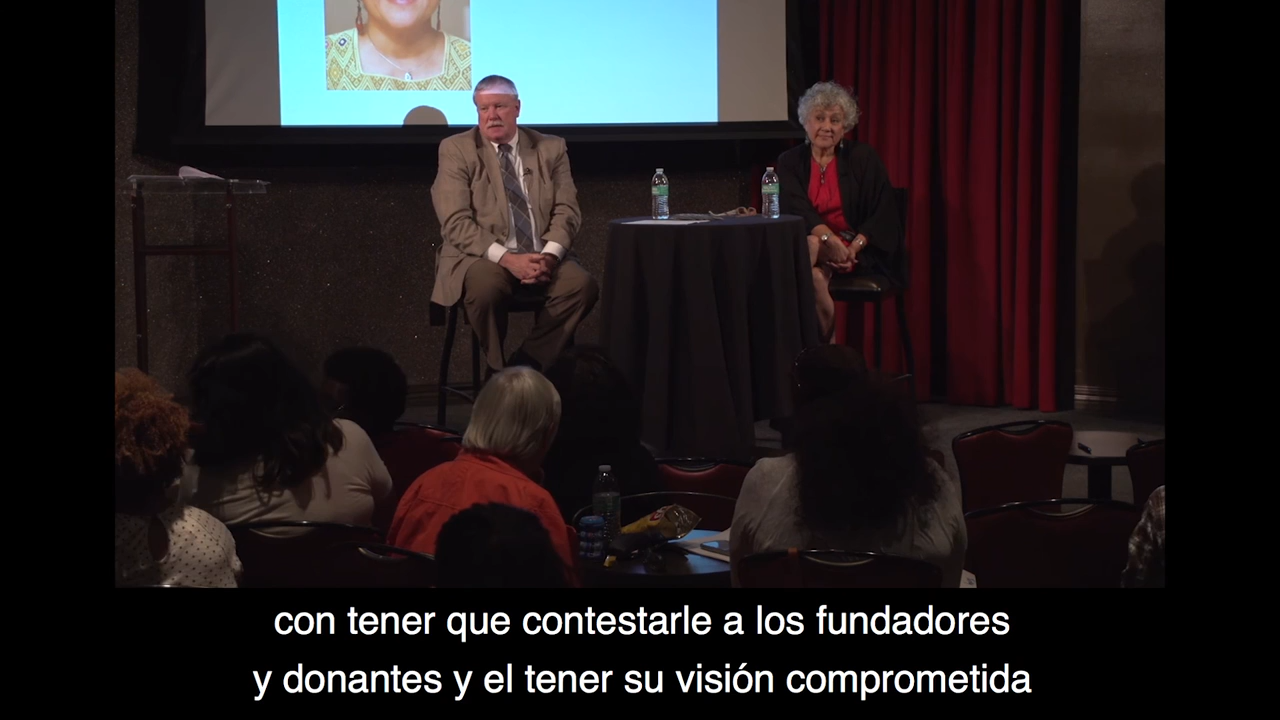 con tener que contestarle a los fundadores
y donantes y el tener su visión comprometida